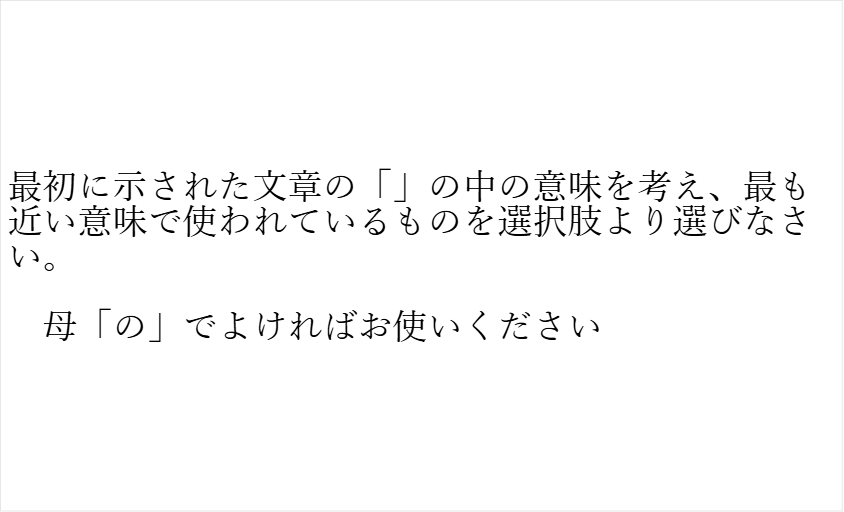 最初に示された文章の「」の中の意味を考え、最も
近い意味で使われているものを選択肢より選びなさ
い。
母「の」でよければお使いください